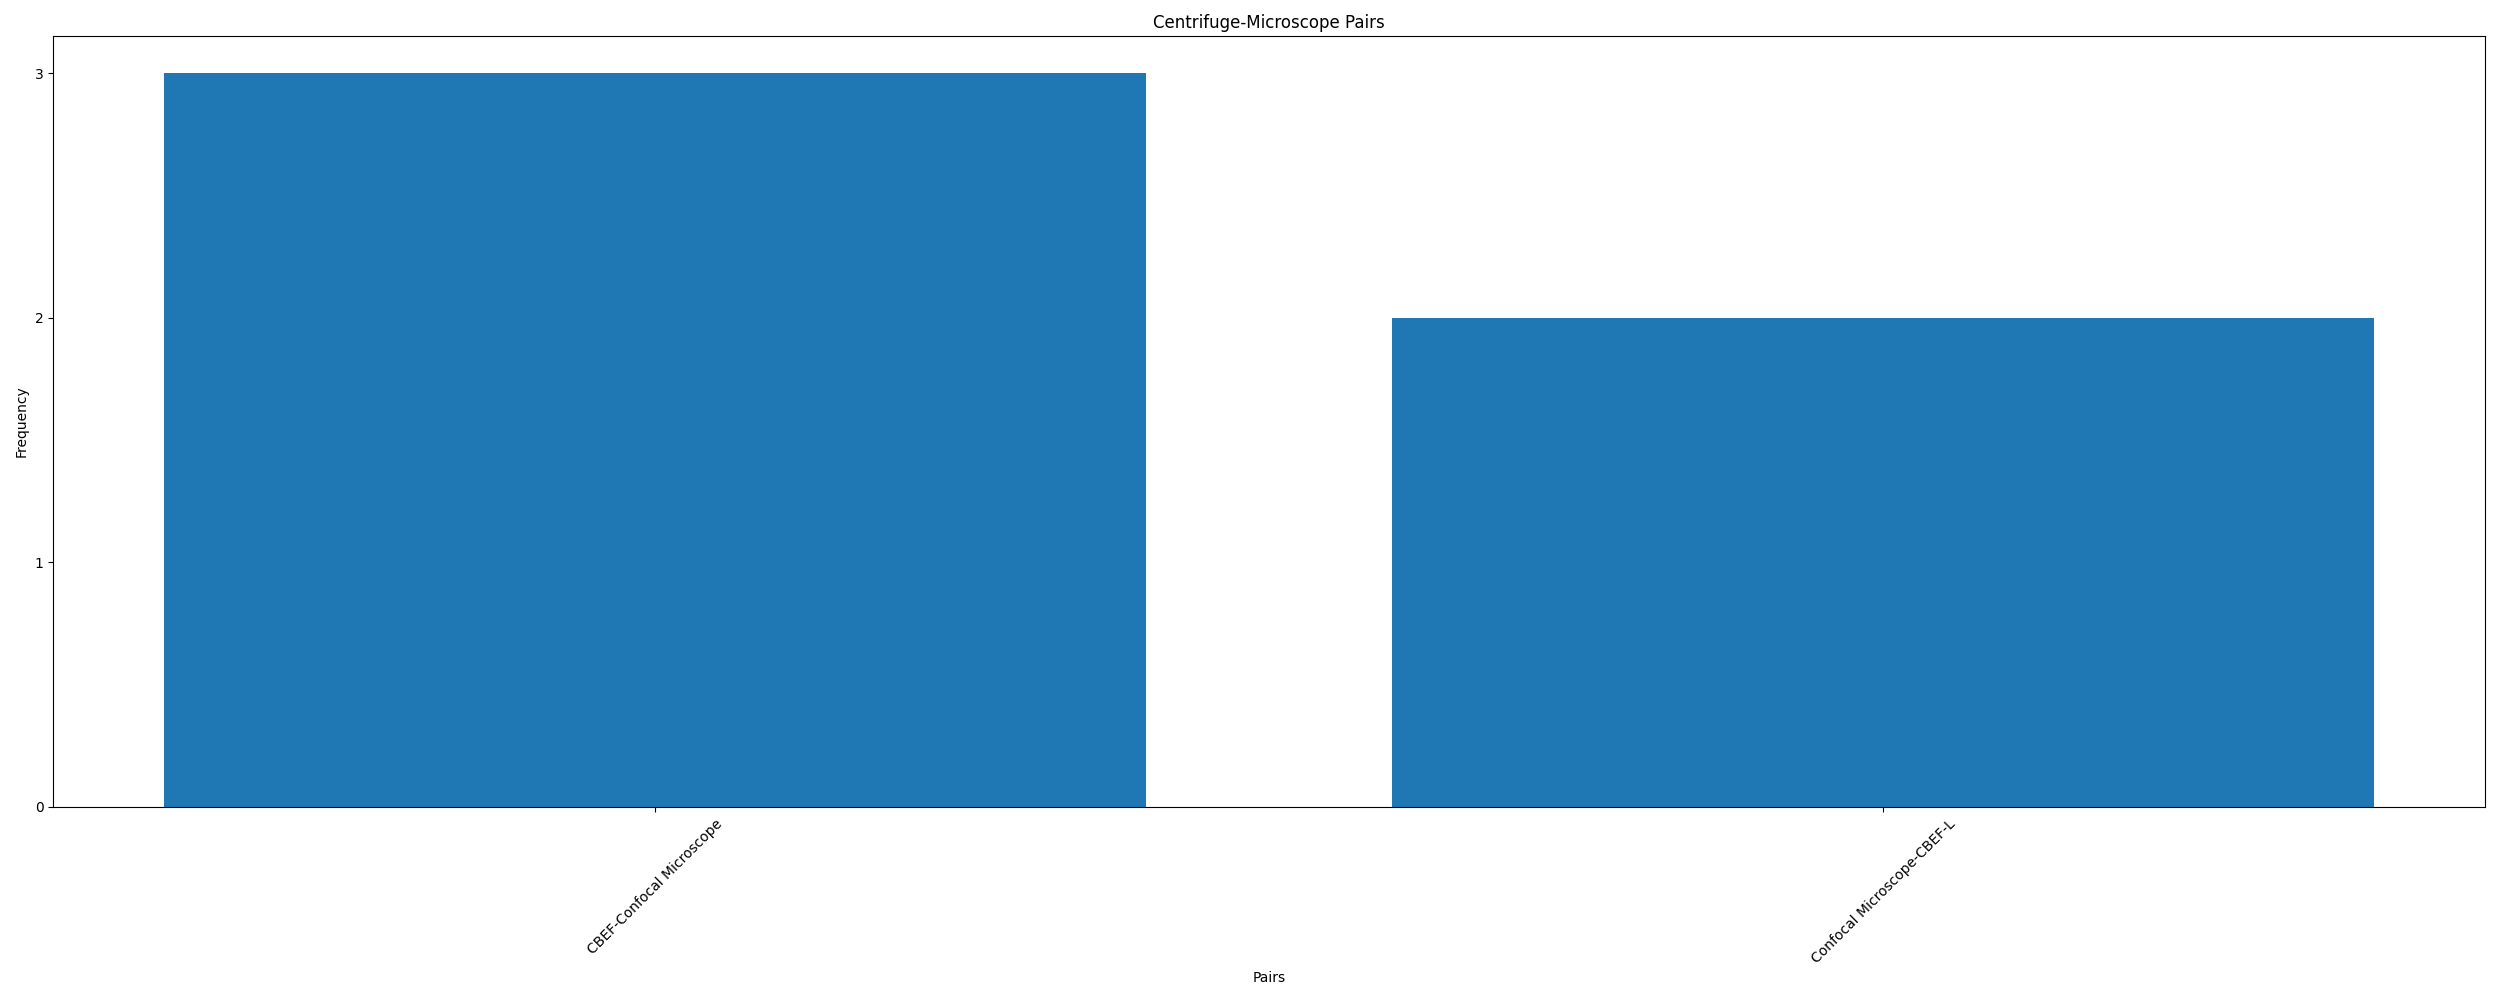 Centrifuge-Microscope Pairs
Frequency
3
2
1
0
CBEF-Confocal Microscope
Confocal Microscope-CBEF-L
Pairs